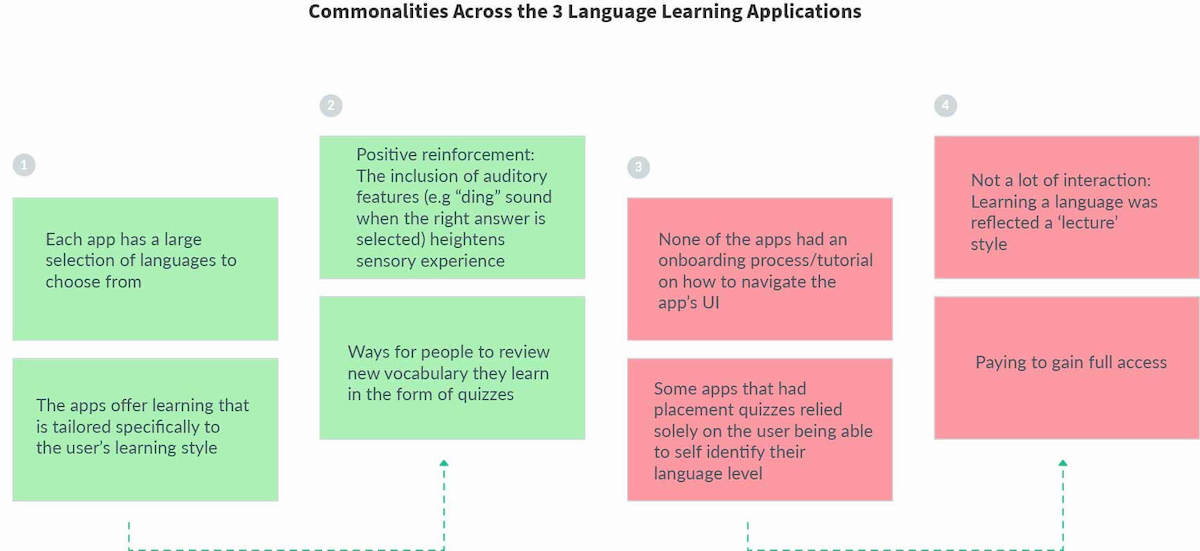 Commonalities Across the 3 Language Learning Applications
1
Each app has a large
selection of languages to
choose from
The apps offer learning that
is tailored specifically to
the user's learning style
2
Positive reinforcement:
The inclusion of auditory
features (e.g “ding” sound
when the right answer is
selected) heightens
sensory experience
Ways for people to review
new vocabulary they learn
in the form of quizzes
3
None of the apps had an
onboarding process/tutorial
on how to navigate the
app's UI
Some apps that had
placement quizzes relied
solely on the user being able
to self identify their
language level
4
Not a lot of interaction:
Learning a language was
reflected a ‘lecture’
style
Paying to gain full access